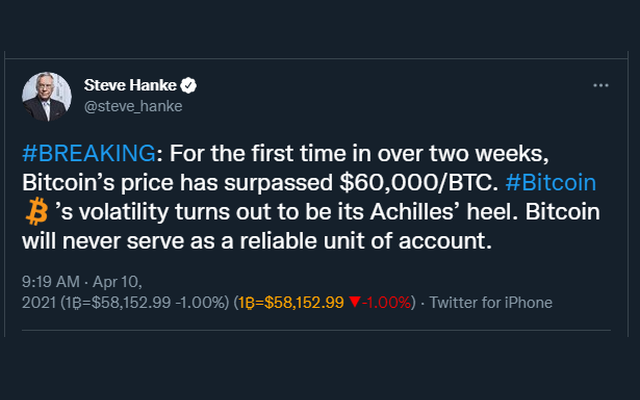 Steve Hanke
@steve_hanke
#BREAKING: For the first time in over two weeks,
Bitcoin’s price has surpassed $60,000/BTC. #Bitcoin
’s volatility turns out to be its Achilles’ heel. Bitcoin
will never serve as a reliable unit of account.
9:19 AM · Apr 10,
2021 (1₿=$58,152.99 -1.00%) (1₿=$58,152.99 ▼-1.00%) · Twitter for iPhone